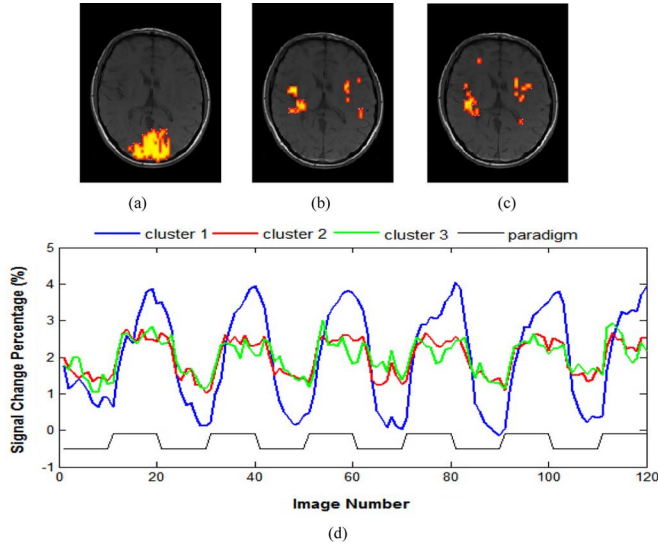 (a) (b) (c)
cluster 1 cluster 2 cluster 3 paradigm
Signal Change Percentage (%)
5
4
3
2
1
0
-1
0 20 40 60 80 100 120
Image Number
(d)